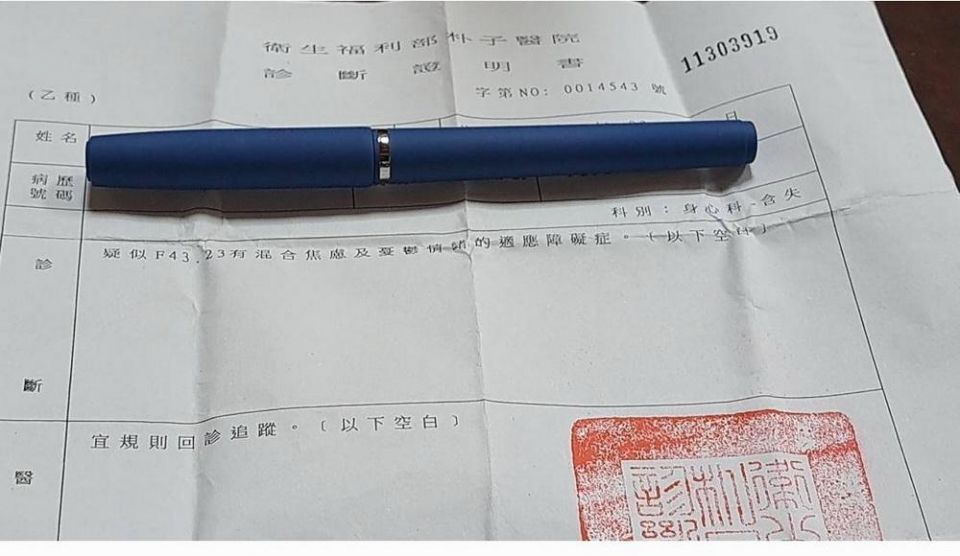 衛生福利部朴子醫院
診斷證明書
11303919
字第NO: 0014543 號
(乙種)
姓名
日
病歷
號碼
科別：身心科-含失
診
疑似F43.23有混合焦慮及憂鬱情緒的適應障礙症。(以下空白)
斷
宜規則回診追蹤。(以下空白)
醫